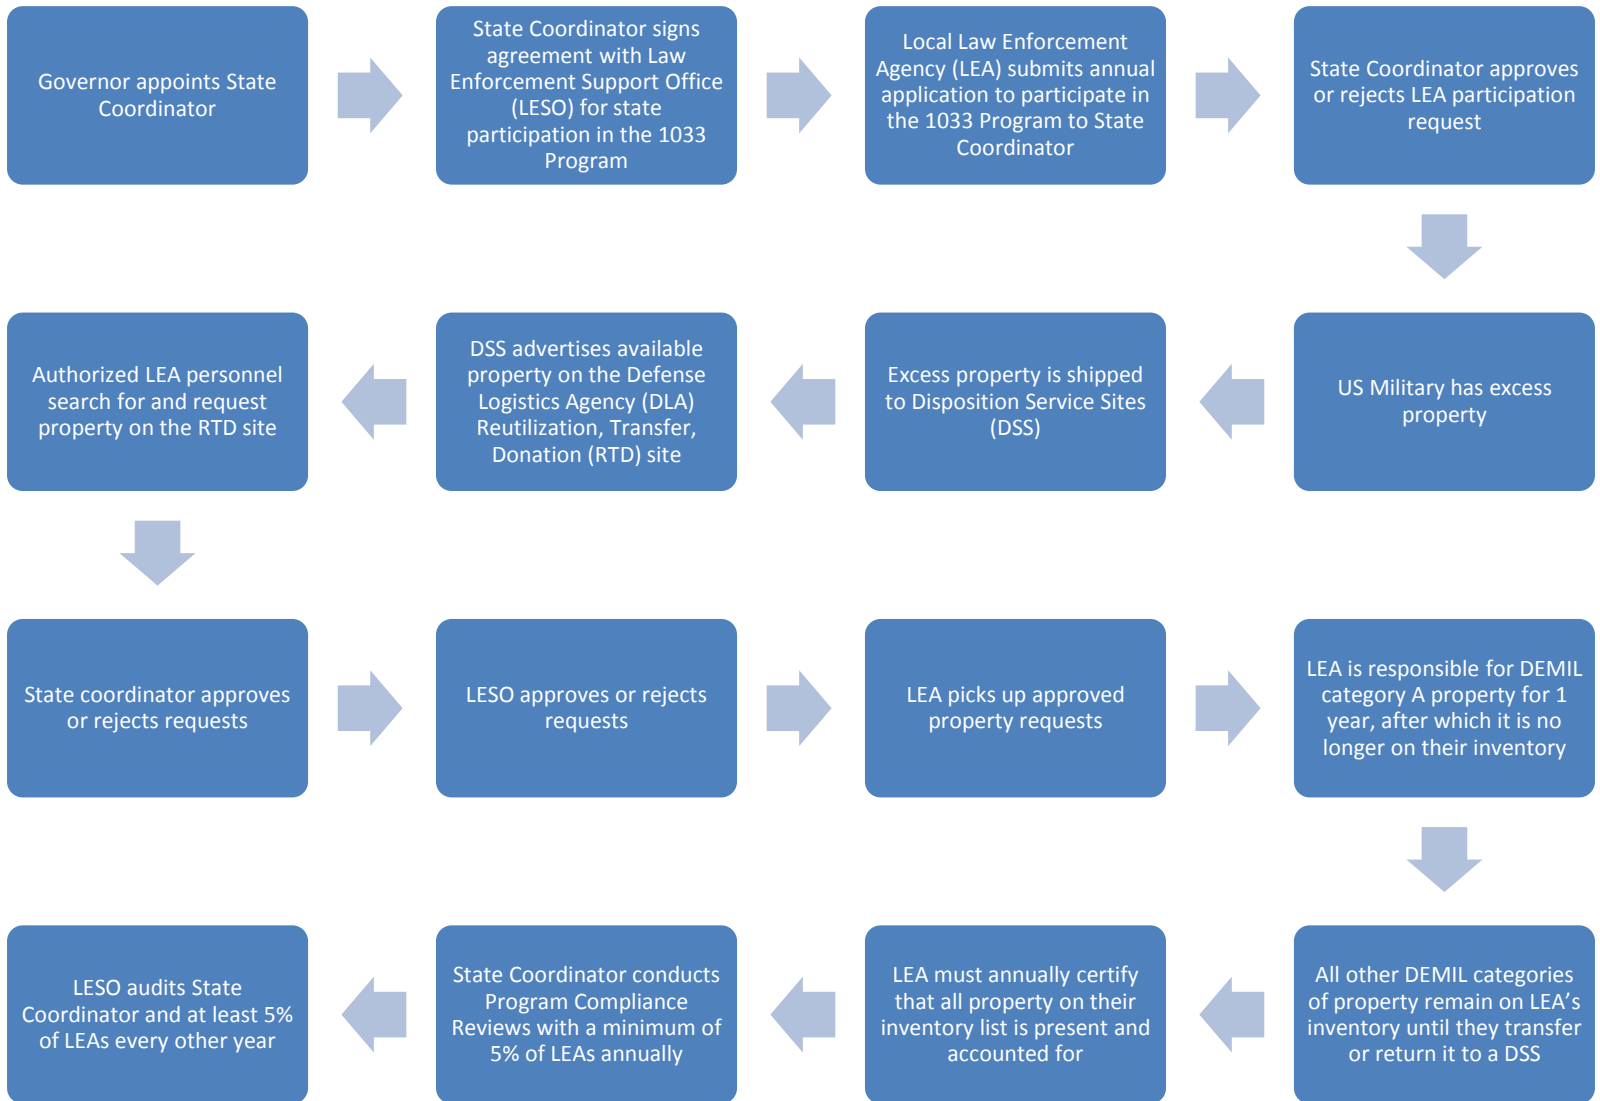 Governor appoints State
Coordinator
State Coordinator signs
agreement with Law
Enforcement Support Office
(LESO) for state
participation in the 1033
Program
Local Law Enforcement
Agency (LEA) submits annual
application to participate in
the 1033 Program to State
Coordinator
State Coordinator approves
or rejects LEA participation
request
US Military has excess
property
Excess property is shipped
to Disposition Service Sites
(DSS)
DSS advertises available
property on the Defense
Logistics Agency (DLA)
Reutilization, Transfer,
Donation (RTD) site
Authorized LEA personnel
search for and request
property on the RTD site
State coordinator approves
or rejects requests
LESO approves or rejects
requests
LEA picks up approved
property requests
LEA is responsible for DEMIL
category A property for 1
year, after which it is no
longer on their inventory
All other DEMIL categories
of property remain on LEA’s
inventory until they transfer
or return it to a DSS
LEA must annually certify
that all property on their
inventory list is present and
accounted for
State Coordinator conducts
Program Compliance
Reviews with a minimum of
5% of LEAs annually
LESO audits State
Coordinator and at least 5%
of LEAs every other year